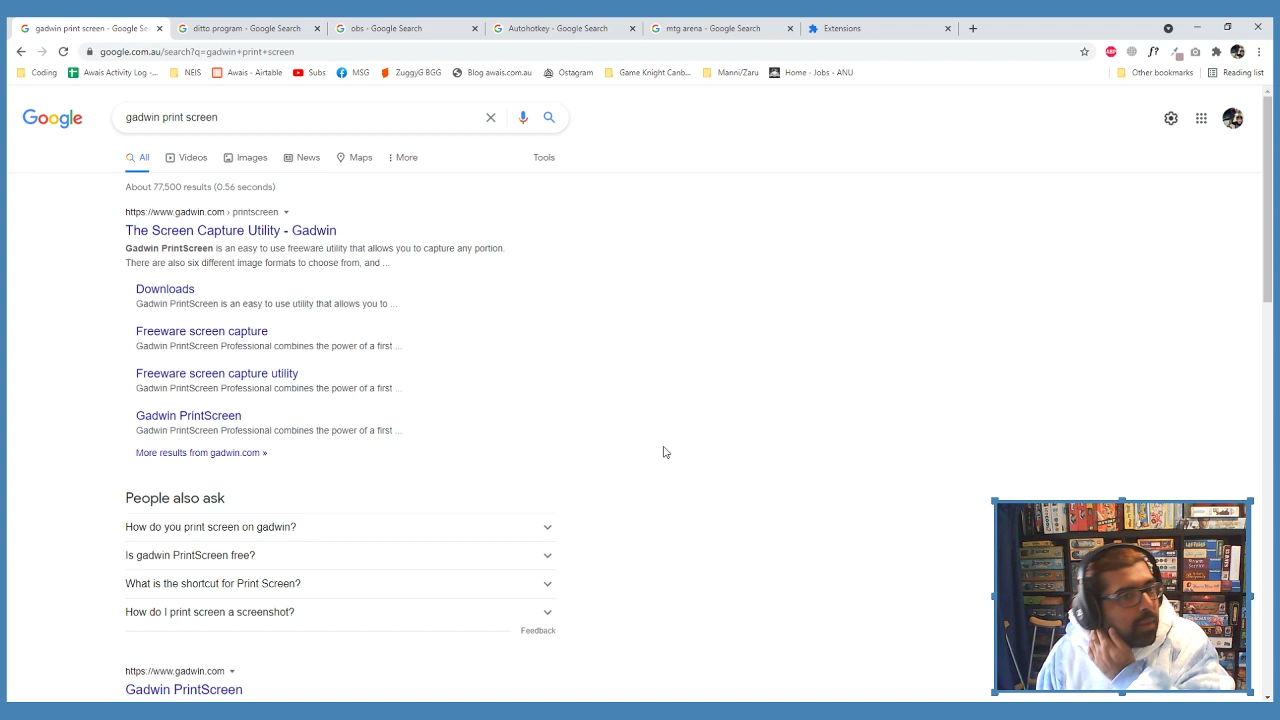 gadwin print screen - Google Se
ditto program - Google Search
obs - Google Search
Autohotkey - Google Search
mtg arena - Google Search
Extensions
google.com.au/search?q=gadwin+print+screen
ABP
f?
Coding
Awais Activity Log -...
NEIS
Awais - Airtable
Subs
MSG
ZuggyG BGG
Blog awais.com.au
Ostagram
Game Knight Canb...
Manni/Zaru
Home - Jobs - ANU
Other bookmarks
Reading list
Google
gadwin print screen
All
Videos
Images
News
Maps
More
Tools
About 77,500 results (0.56 seconds)
https://www.gadwin.com › printscreen
The Screen Capture Utility - Gadwin
Gadwin PrintScreen is an easy to use freeware utility that allows you to capture any portion.
There are also six different image formats to choose from, and ...
Downloads
Gadwin PrintScreen is an easy to use utility that allows you to ...
Freeware screen capture
Gadwin PrintScreen Professional combines the power of a first ...
Freeware screen capture utility
Gadwin PrintScreen Professional combines the power of a first ...
Gadwin PrintScreen
Gadwin PrintScreen Professional combines the power of a first ...
More results from gadwin.com »
People also ask
How do you print screen on gadwin?
Is gadwin PrintScreen free?
What is the shortcut for Print Screen?
How do I print screen a screenshot?
Feedback
https://www.gadwin.com
Gadwin PrintScreen